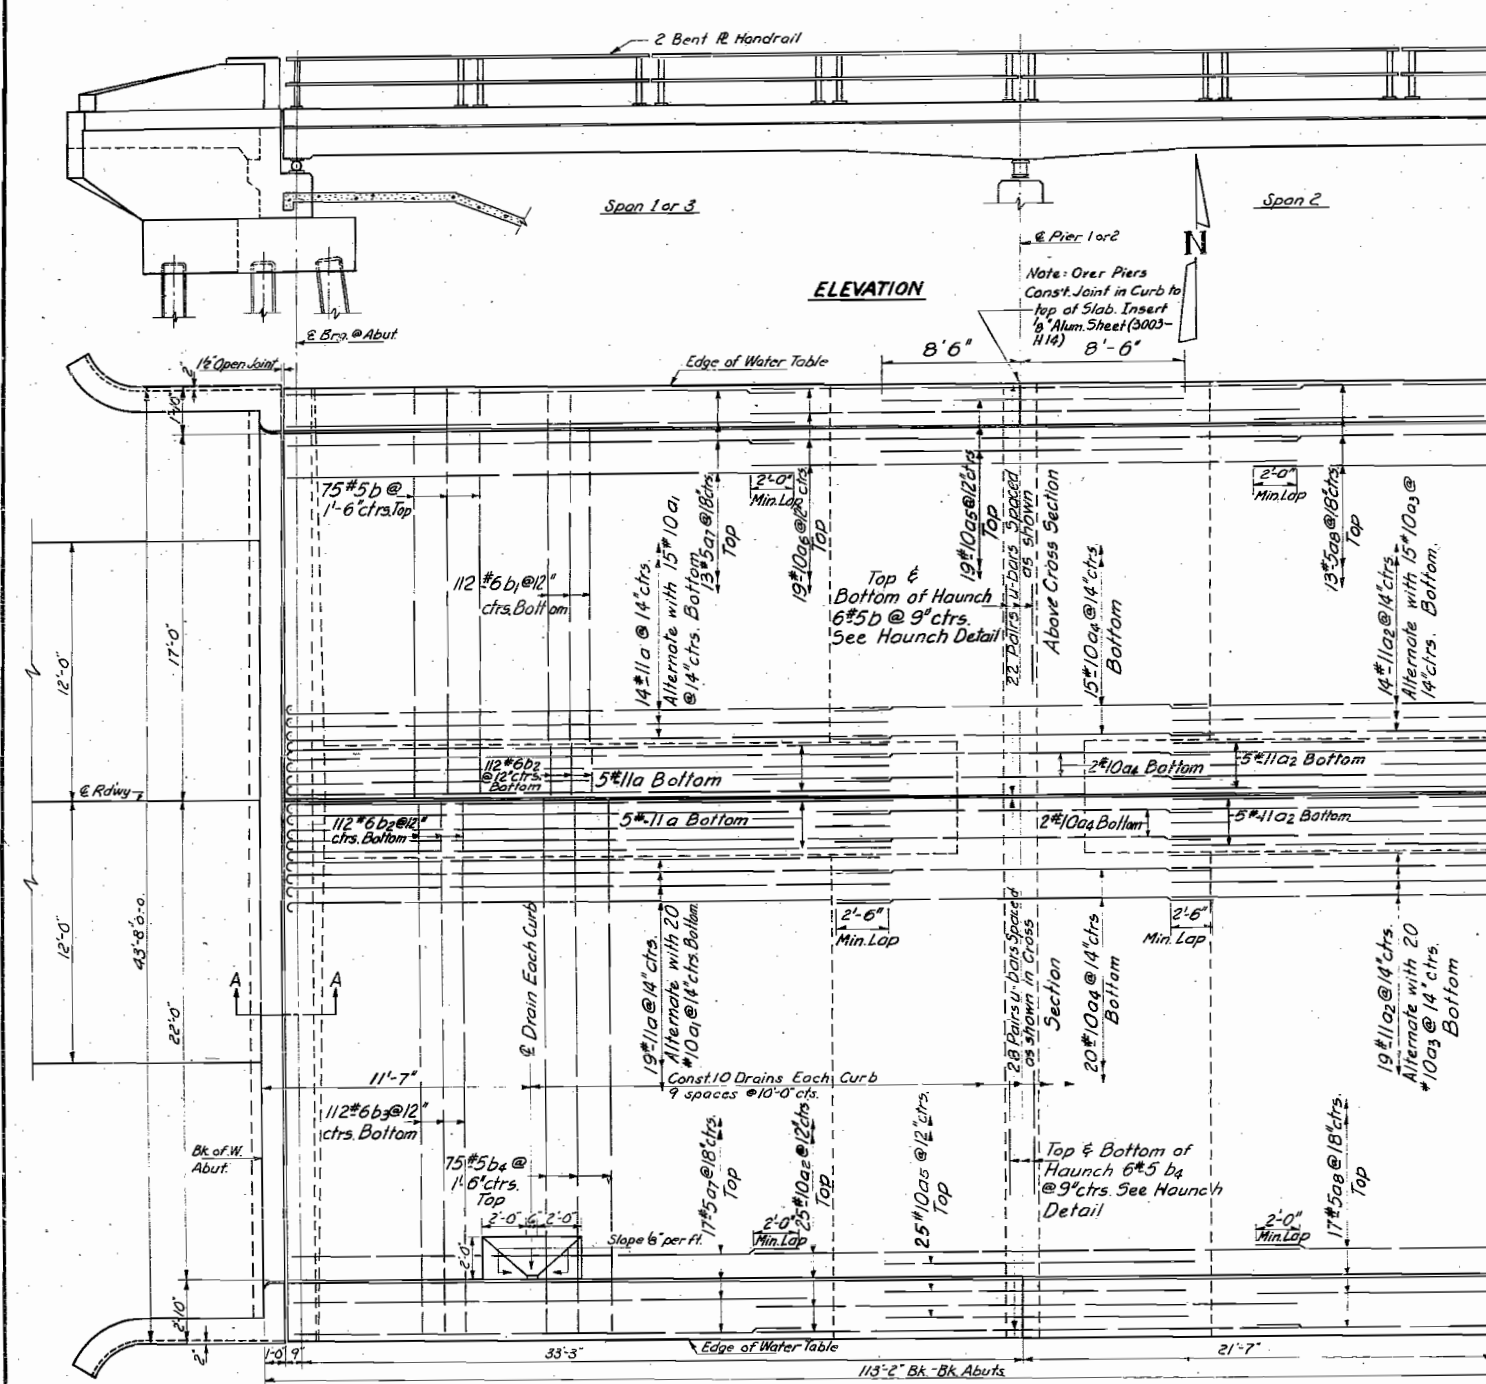 2 Bent ℞ Handrail
Span 1 or 3
Span 2
℄ Pier 1 or 2
N
ELEVATION
Note: Over Piers
Const. Joint in Curb to
top of Slab. Insert
⅛" Alum. Sheet (3003-
H14)
℄ Brg. @ Abut.
1½" Open Joint
2"
Edge of Water Table
8'6"
8'-6"
1'-10"
75#5b @
1'-6"ctrs. Top
112 #6b1@12"
ctrs. Bottom
14#11a @ 14"ctrs.
Alternate with 15#10a1
@ 14"ctrs. Bottom
13#5a7@18"ctrs.
Top
2'-0"
Min. Lap
19#10a6@12"ctrs.
Top
Top &
Bottom of Haunch
6#5b @ 9"ctrs.
See Haunch Detail
19#10a5@12"ctrs
Top
22 Pairs u-bars Spaced
as shown
Above Cross Section
15#10a4@14"ctrs.
Bottom
2'-0"
Min. Lap
13#5a8@18"ctrs.
Top
14#11a2@14"ctrs.
Alternate with 15#10a3 @
14"ctrs. Bottom.
12'-0"
17'-0"
℄ Rdwy
112#6b2
@12"ctrs.
Bottom
5#11a Bottom
2#10a4 Bottom
5#11a2 Bottom
112#6b2@12"
ctrs. Bottom
5#11a Bottom
2#10a4 Bottom
5#11a2 Bottom
12'-0"
43'-8" o-o.
22'-0"
A
A
℄ Drain Each Curb
19#11a@14"ctrs.
Alternate with 20
#10a1@14"ctrs. Bottom
2'-6"
Min. Lap
28 Pairs u-bars Spaced
as shown in Cross
Section
20#10a4@14"ctrs
Bottom
2'-6"
Min. Lap
19#11a2@14"ctrs.
Alternate with 20
#10a3@14"ctrs.
Bottom
11'-7"
Const. 10 Drains Each Curb
9 spaces @10'-0"cts.
112#6b3@12"
ctrs. Bottom
Bk of W.
Abut.
75#5b4 @
1'-6"ctrs.
Top
2'-0"
6"
2'-0"
2'-0"
Slope ⅛" per ft.
17#5a7@18"ctrs.
Top
2'-0"
Min. Lap
25#10a2@12"ctrs
Top
25#10a5@12"ctrs.
Top
Top & Bottom of
Haunch 6#5 b4
@9"ctrs. See Haunch
Detail
2'-0"
Min. Lap
17#5a8@18"ctrs.
Top
2'-10"
2"
1'-0"
9"
33'-3"
Edge of Water Table
21'-7"
113'-2" Bk.-Bk. Abuts.